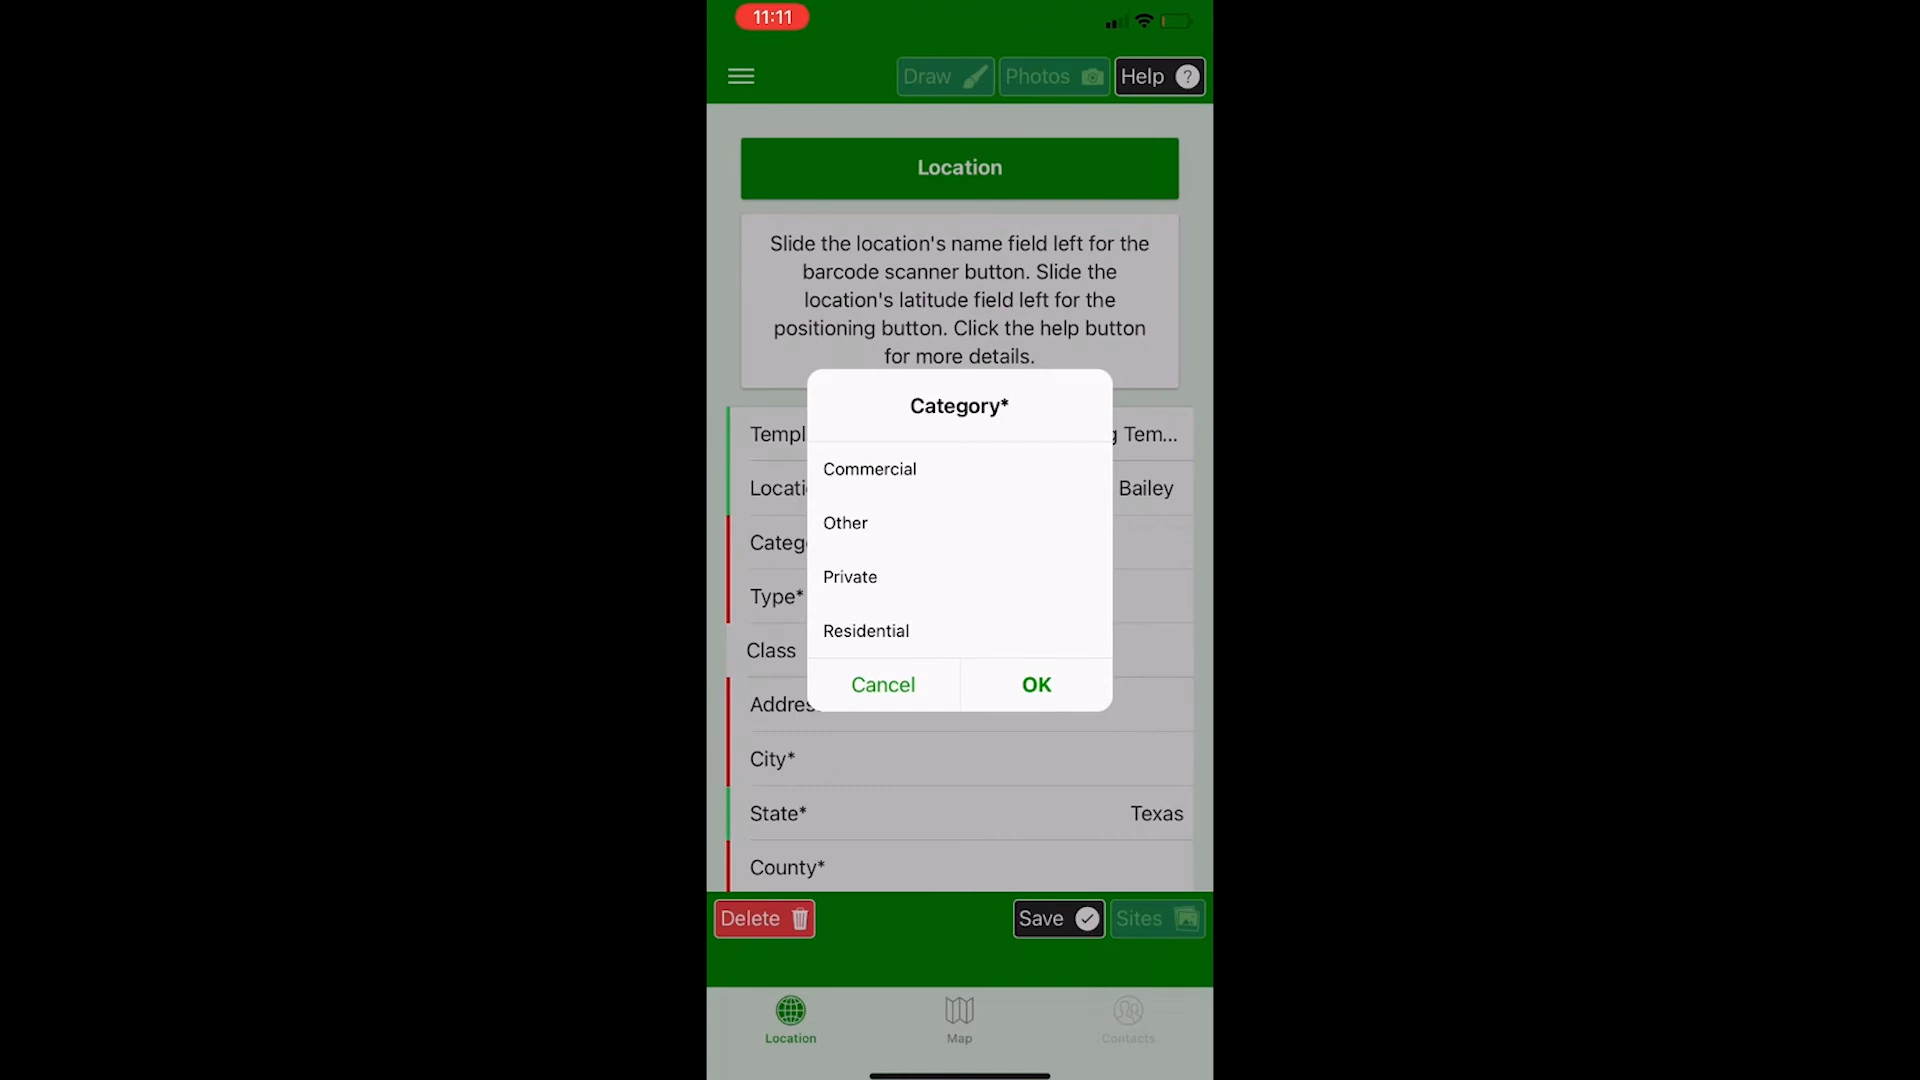 11:11
Draw
Photos
Help ?
Location
Slide the location's name field left for the
barcode scanner button. Slide the
location's latitude field left for the
positioning button. Click the help button
for more details.
Category*
Templ
g Tem...
Commercial
Locati
Bailey
Other
Catego
Private
Type*
Residential
Class
Cancel
OK
Addres
City*
State*
Texas
County*
Delete
Save
Sites
Location
Map
Contacts